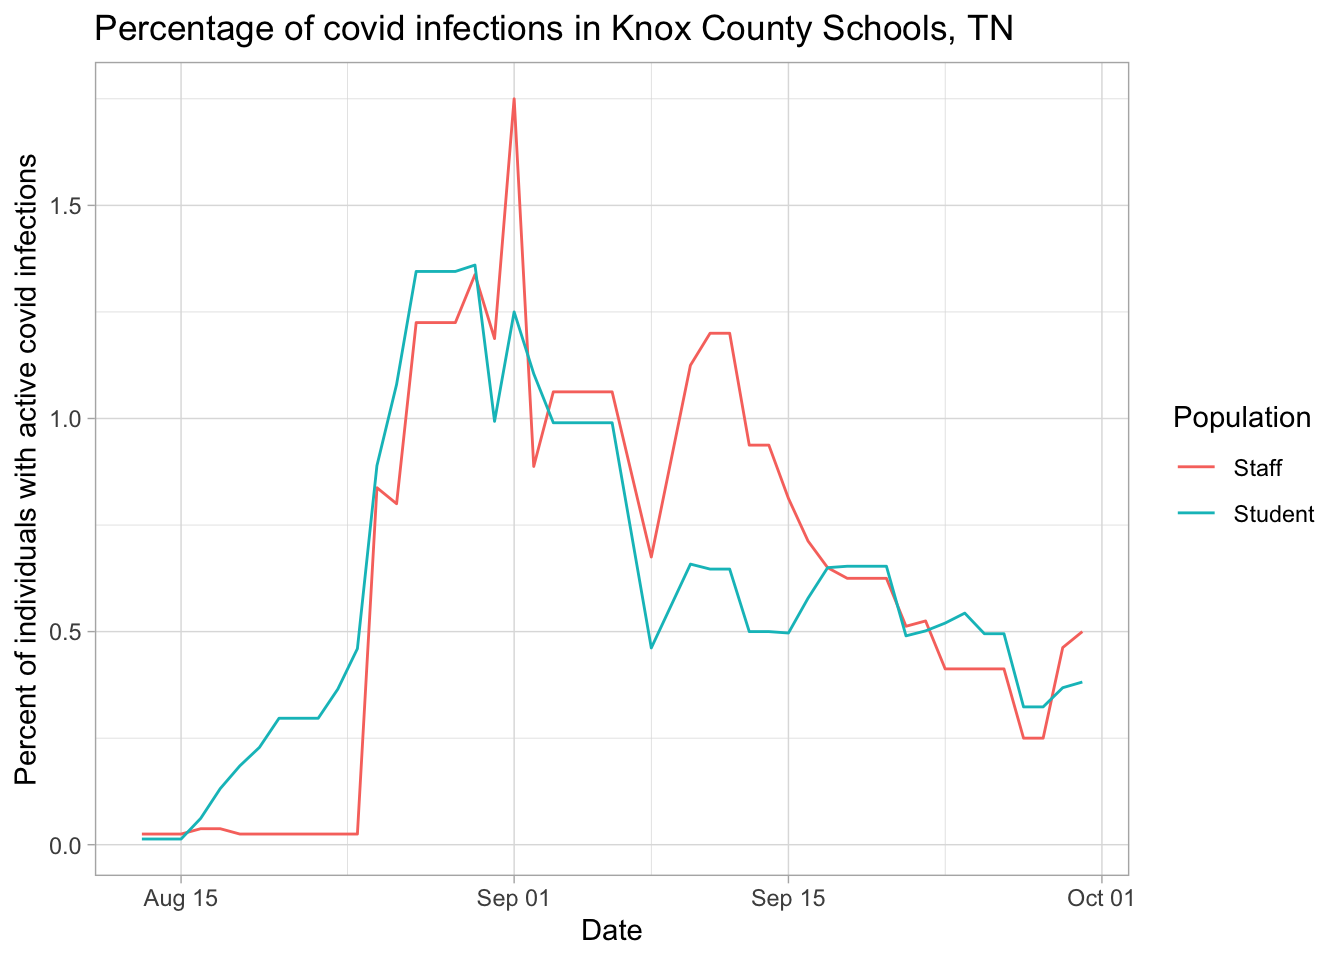 Percentage of covid infections in Knox County Schools, TN
Percent of individuals with active covid infections
1.5
1.0
0.5
0.0
Aug 15
Sep 01
Sep 15
Oct 01
Date
Population
Staff
Student